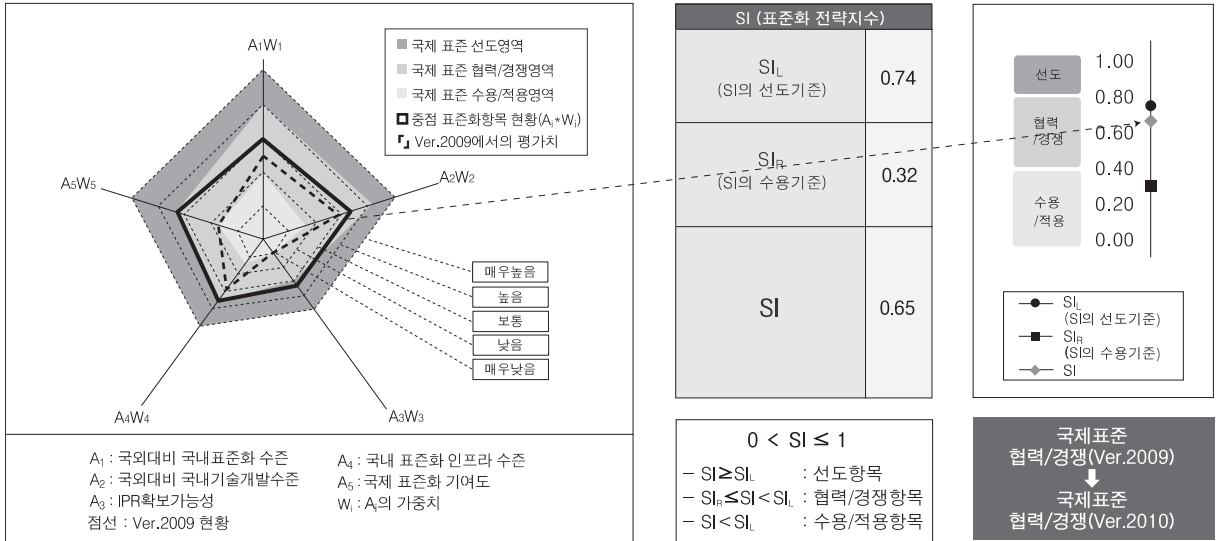 A₁W₁
A₂W₂
A₃W₃
A₄W₄
A₅W₅
국제 표준 선도영역
국제 표준 협력/경쟁영역
국제 표준 수용/적용영역
중점 표준화항목 현황(Aᵢ*Wᵢ)
Ver.2009에서의 평가치
매우높음
높음
보통
낮음
매우낮음
A₁ : 국외대비 국내표준화 수준
A₂ : 국외대비 국내기술개발수준
A₃ : IPR확보가능성
점선 : Ver.2009 현황
A₄ : 국내 표준화 인프라 수준
A₅ : 국제 표준화 기여도
Wᵢ : Aᵢ의 가중치
SI (표준화 전략지수)
SI_L
(SI의 선도기준)
0.74
SI_R
(SI의 수용기준)
0.32
SI
0.65
0 < SI ≤ 1
– SI≥SI_L : 선도항목
– SI_R≤SI<SI_L : 협력/경쟁항목
– SI<SI_L : 수용/적용항목
선도
협력
/경쟁
수용
/적용
1.00
0.80
0.60
0.40
0.20
0.00
SI_L
(SI의 선도기준)
SI_R
(SI의 수용기준)
SI
국제표준
협력/경쟁(Ver.2009)
국제표준
협력/경쟁(Ver.2010)